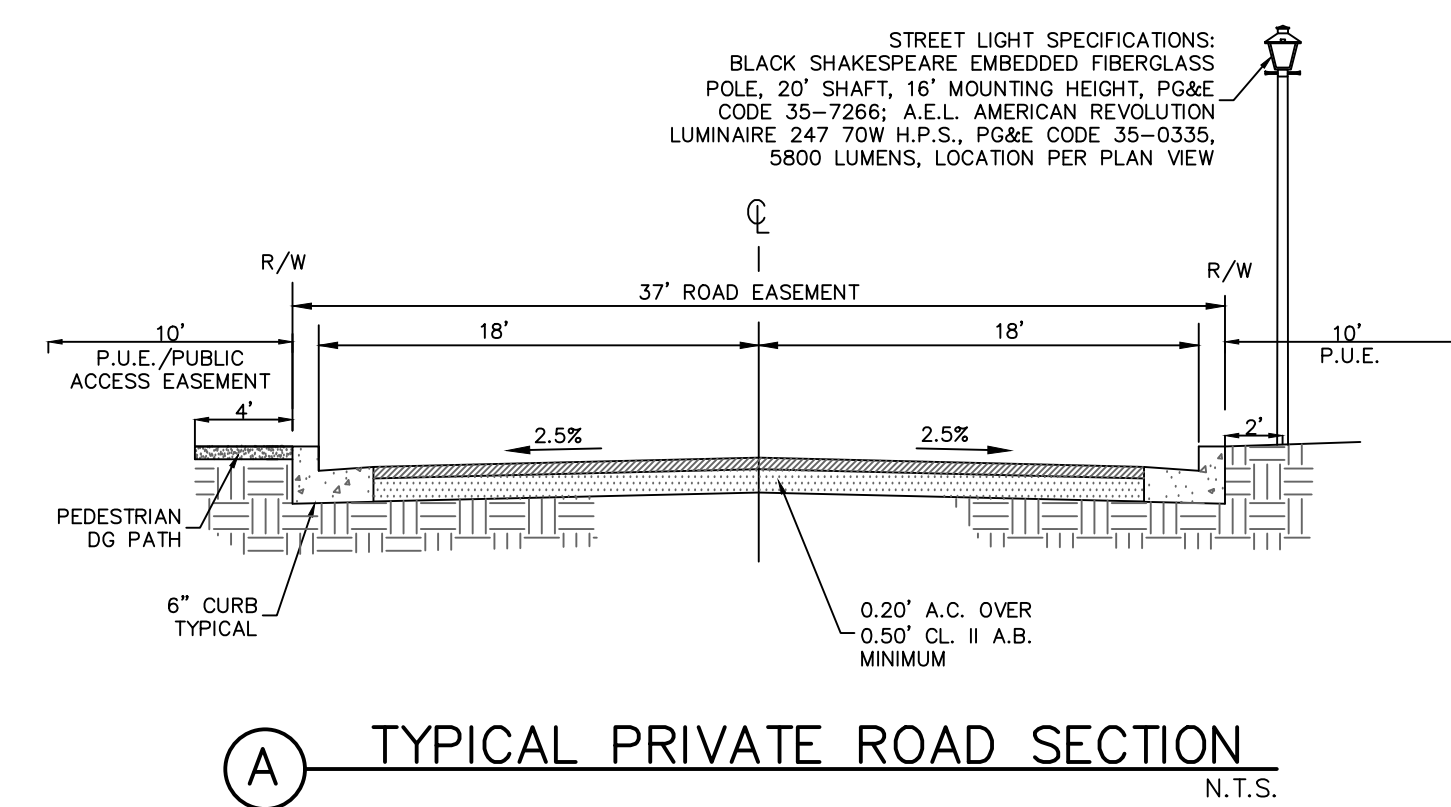 STREET LIGHT SPECIFICATIONS:
BLACK SHAKESPEARE EMBEDDED FIBERGLASS
POLE, 20' SHAFT, 16' MOUNTING HEIGHT, PG&E
CODE 35-7266; A.E.L. AMERICAN REVOLUTION
LUMINAIRE 247 70W H.P.S., PG&E CODE 35-0335,
5800 LUMENS, LOCATION PER PLAN VIEW
℄
R/W
R/W
37' ROAD EASEMENT
10'
P.U.E./PUBLIC
ACCESS EASEMENT
18'
18'
10'
P.U.E.
4'
2.5%
2.5%
2'
PEDESTRIAN
DG PATH
6" CURB
TYPICAL
0.20' A.C. OVER
0.50' CL. II A.B.
MINIMUM
A
TYPICAL PRIVATE ROAD SECTION
N.T.S.